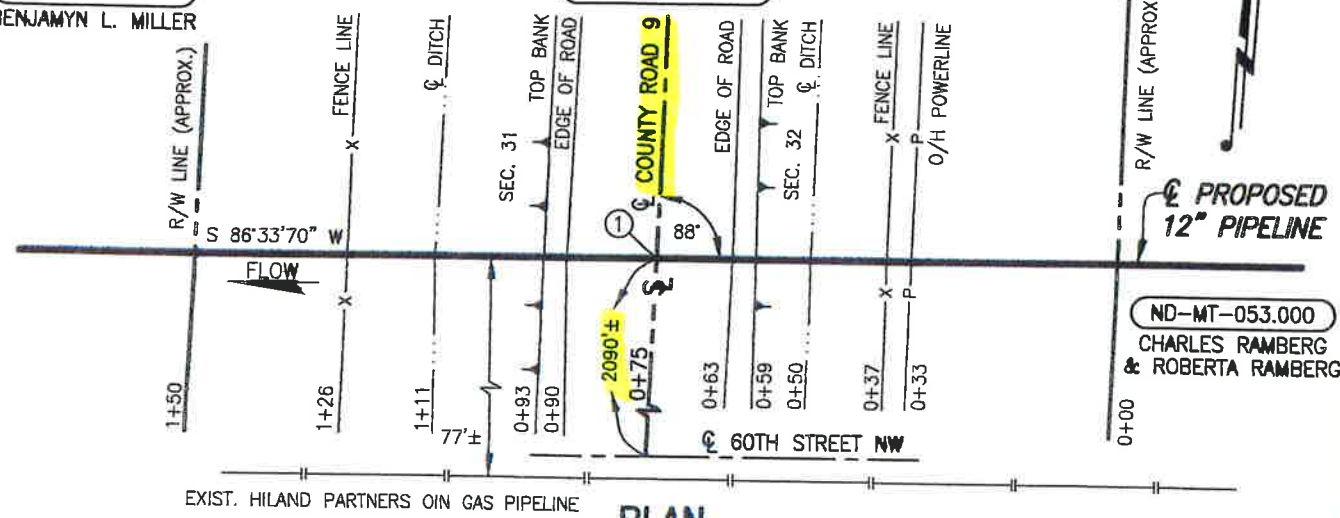 BENJAMYN L. MILLER
R/W LINE (APPROX.)
FENCE LINE
℄ DITCH
SEC. 31
TOP BANK
EDGE OF ROAD
℄ COUNTY ROAD 9
EDGE OF ROAD
TOP BANK
SEC. 32
℄ DITCH
FENCE LINE
O/H POWERLINE
R/W LINE (APPROX
N
℄ PROPOSED
12" PIPELINE
S 86°33'70" W
FLOW
1
88°
X
X
X
X
P
P
ND-MT-053.000
CHARLES RAMBERG
& ROBERTA RAMBERG
1+50
1+26
1+11
77'±
0+93
0+90
2090'±
0+75
0+63
0+59
0+50
0+37
0+33
0+00
℄ 60TH STREET NW
EXIST. HILAND PARTNERS OIN GAS PIPELINE
PLAN